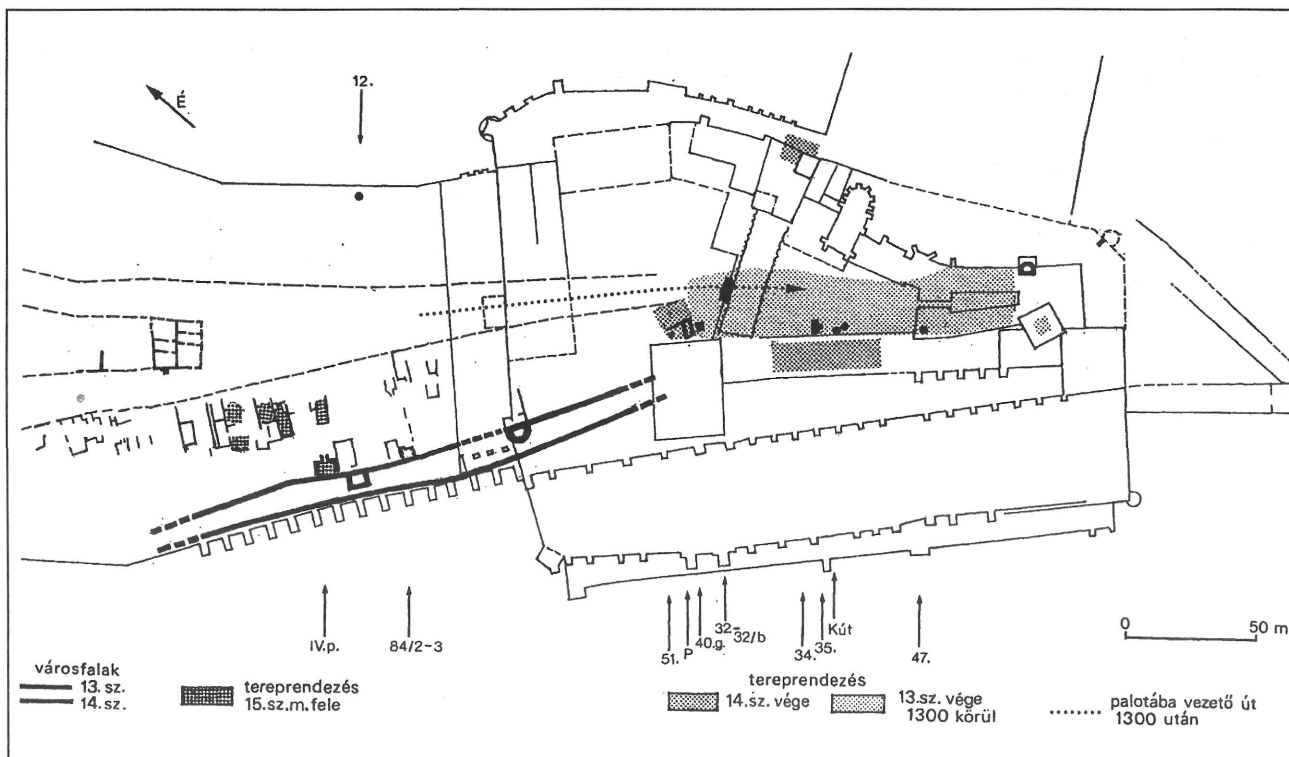 12.
É
IV.p.
84/2-3
51.
P
40.g.
32-
32/b
34.
35.
Kút
47.
0 50 m
városfalak
13. sz.
14. sz.
tereprendezés
15.sz.m.fele
tereprendezés
14.sz. vége
13.sz. vége
1300 körül
palotába vezető út
1300 után